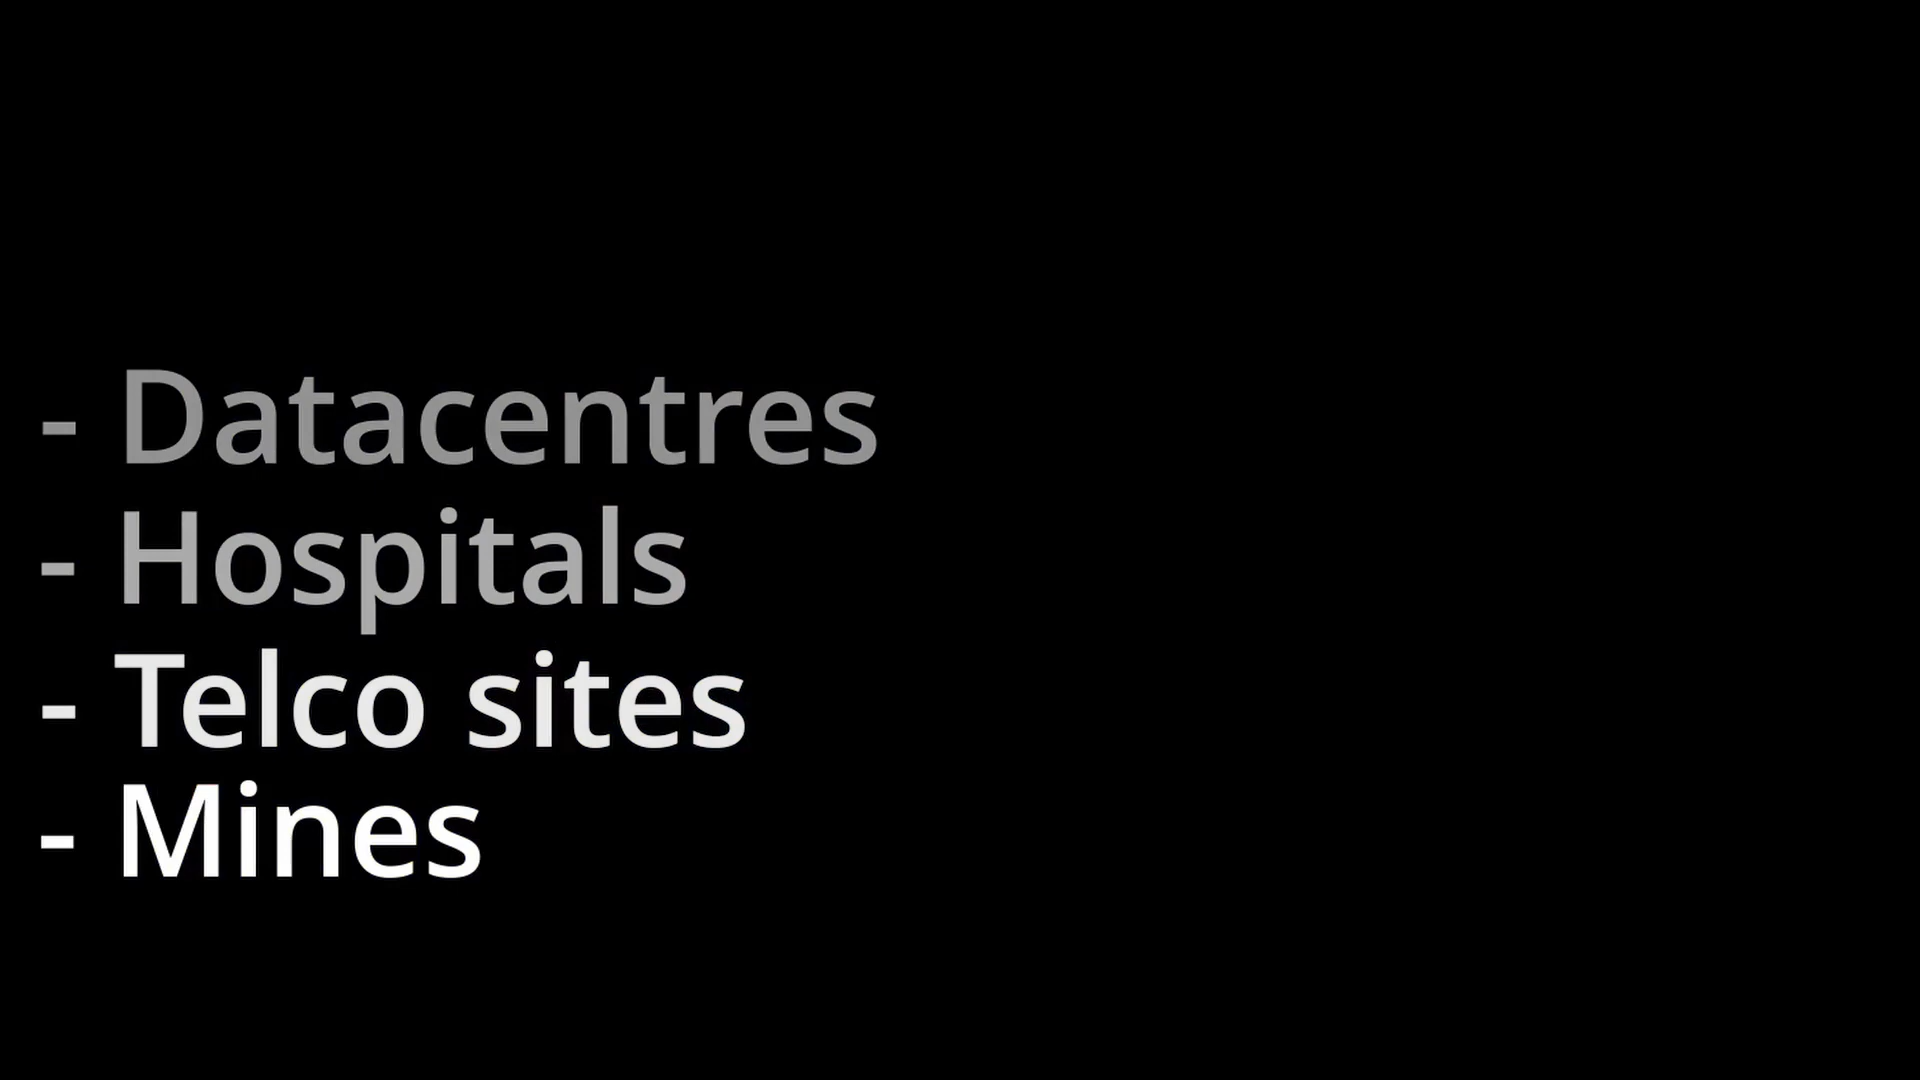 - Datacentres
- Hospitals
- Telco sites
- Mines